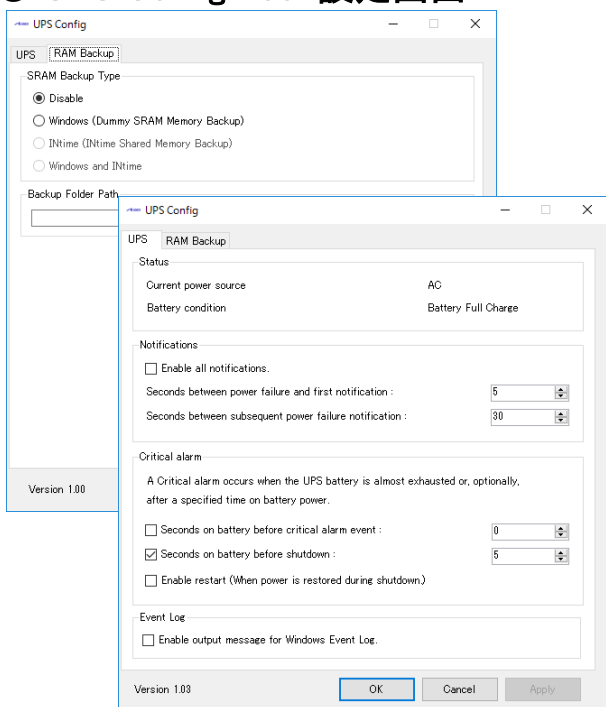 UPS Config
UPS RAM Backup
SRAM Backup Type
Disable
Windows (Dummy SRAM Memory Backup)
INtime (INtime Shared Memory Backup)
Windows and INtime
Backup Folder Path
Version 1.00
UPS Config
UPS RAM Backup
Status
Current power source AC
Battery condition Battery Full Charge
Notifications
Enable all notifications.
Seconds between power failure and first notification : 5
Seconds between subsequent power failure notification : 30
Critical alarm
A Critical alarm occurs when the UPS battery is almost exhausted or, optionally,
after a specified time on battery power.
Seconds on battery before critical alarm event : 0
Seconds on battery before shutdown : 5
Enable restart (When power is restored during shutdown.)
Event Log
Enable output message for Windows Event Log.
Version 1.03 OK Cancel Apply